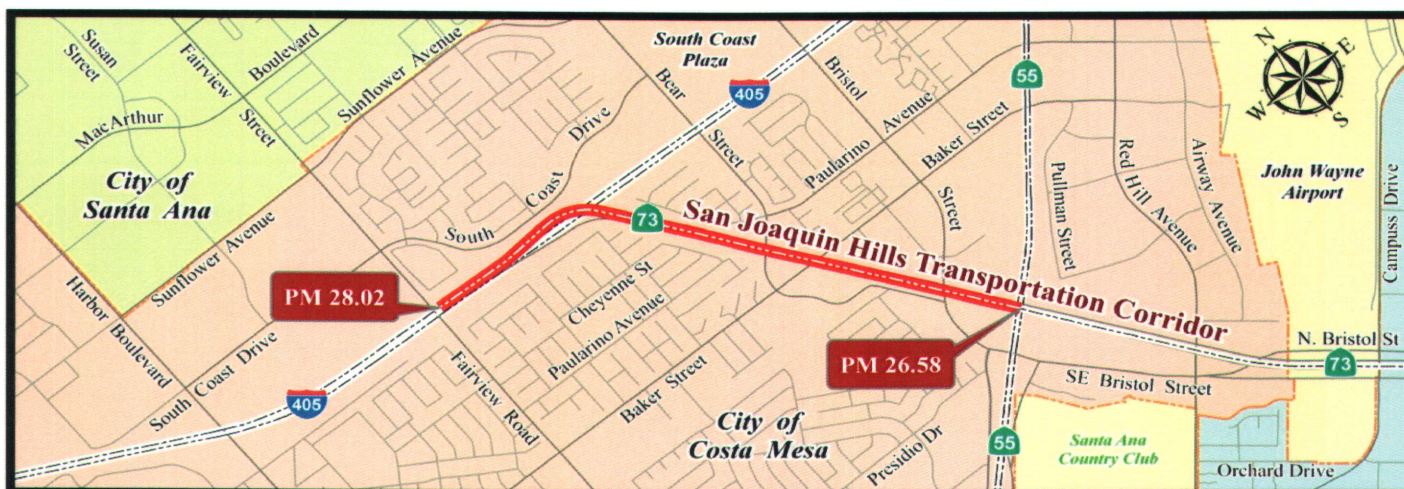 Susan
Street
Fairview
Street
Boulevard
MacArthur
Sunflower Avenue
City of
Santa Ana
Sunflower Avenue
Harbor Boulevard
South Coast Drive
405
PM 28.02
South
Coast
Drive
Fairview
Road
Cheyenne St
Paularino Avenue
Baker Street
South Coast
Plaza
405
Bear
Street
Bristol
Street
Paularino
Avenue
Baker Street
73
San Joaquin Hills Transportation Corridor
PM 26.58
City of
Costa Mesa
Presidio Dr
55
55
Pullman Street
Red Hill Avenue
Airway Avenue
N
E
S
W
John Wayne
Airport
Campuss Drive
N. Bristol St
73
SE Bristol Street
Santa Ana
Country Club
Orchard Drive